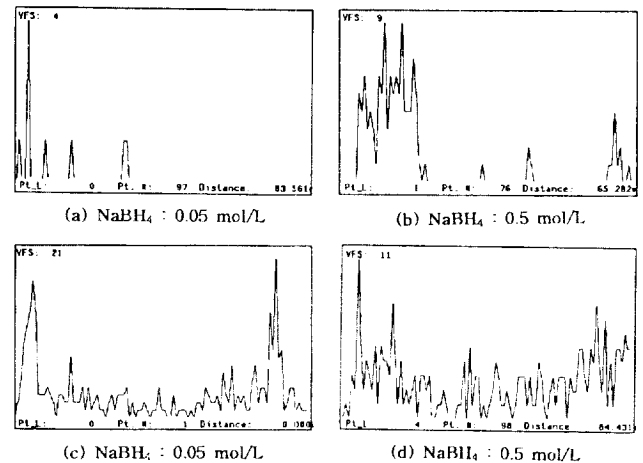 VFS: 4
VFS: 9
Pt_L: 0 Pt. #: 97 Distance: 83.561
Pt_L: 1 Pt. #: 76 Distance: 65.282
(a) NaBH₄ : 0.05 mol/L
(b) NaBH₄ : 0.5 mol/L
VFS: 21
VFS: 11
Pt_L: 0 Pt. #: 1 Distance: 0.000
Pt_L: 4 Pt. #: 98 Distance 84.431
(c) NaBH₄ : 0.05 mol/L
(d) NaBH₄ : 0.5 mol/L